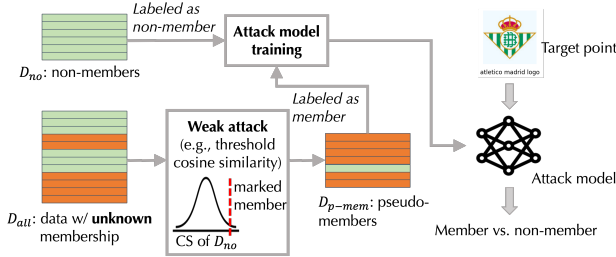 Labeled as
non-member
Attack model
training
D_no: non-members
Labeled as
member
Weak attack
(e.g., threshold
cosine similarity)
marked
member
CS of D_no
D_all: data w/ unknown
membership
D_p−mem: pseudo-
members
Target point
atletico madrid logo
Attack model
Member vs. non-member